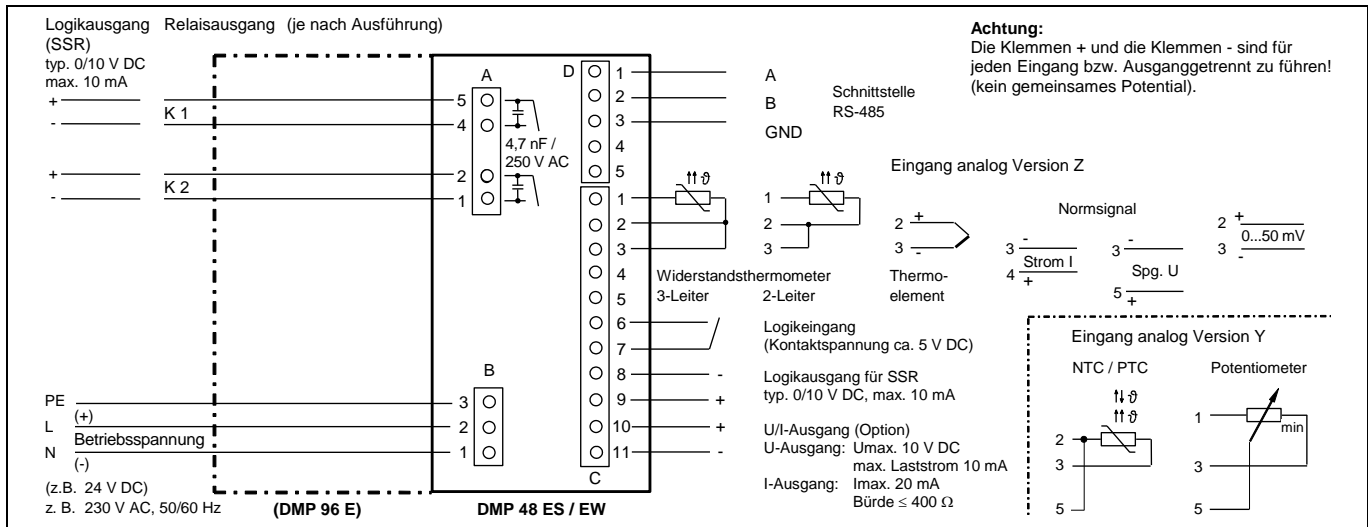 Logikausgang Relaisausgang (je nach Ausführung)
(SSR)
typ. 0/10 V DC
max. 10 mA
+
-
K 1
+
-
K 2
A
5
4
2
1
4,7 nF /
250 V AC
D
1
2
3
4
5
A
B
GND
Schnittstelle
RS-485
Achtung:
Die Klemmen + und die Klemmen - sind für
jeden Eingang bzw. Ausganggetrennt zu führen!
(kein gemeinsames Potential).
1
2
3
4
5
6
7
8
9
10
11
C
Eingang analog Version Z
ϑ
1
2
3
ϑ
Widerstandsthermometer
3-Leiter 2-Leiter
2 +
3 -
Thermo-
element
Normsignal
3 -
Strom I
4 +
3 -
Spg. U
5 +
2 +
0...50 mV
3 -
Logikeingang
(Kontaktspannung ca. 5 V DC)
- Logikausgang für SSR
+ typ. 0/10 V DC, max. 10 mA
+ U/I-Ausgang (Option)
- U-Ausgang: Umax. 10 V DC
max. Laststrom 10 mA
I-Ausgang: Imax. 20 mA
Bürde ≤ 400 Ω
Eingang analog Version Y
NTC / PTC
ϑ
ϑ
2
3
5
Potentiometer
1
min
3
5
B
3
2
1
PE
L (+)
Betriebsspannung
N (-)
(z.B. 24 V DC)
z. B. 230 V AC, 50/60 Hz
(DMP 96 E)
DMP 48 ES / EW